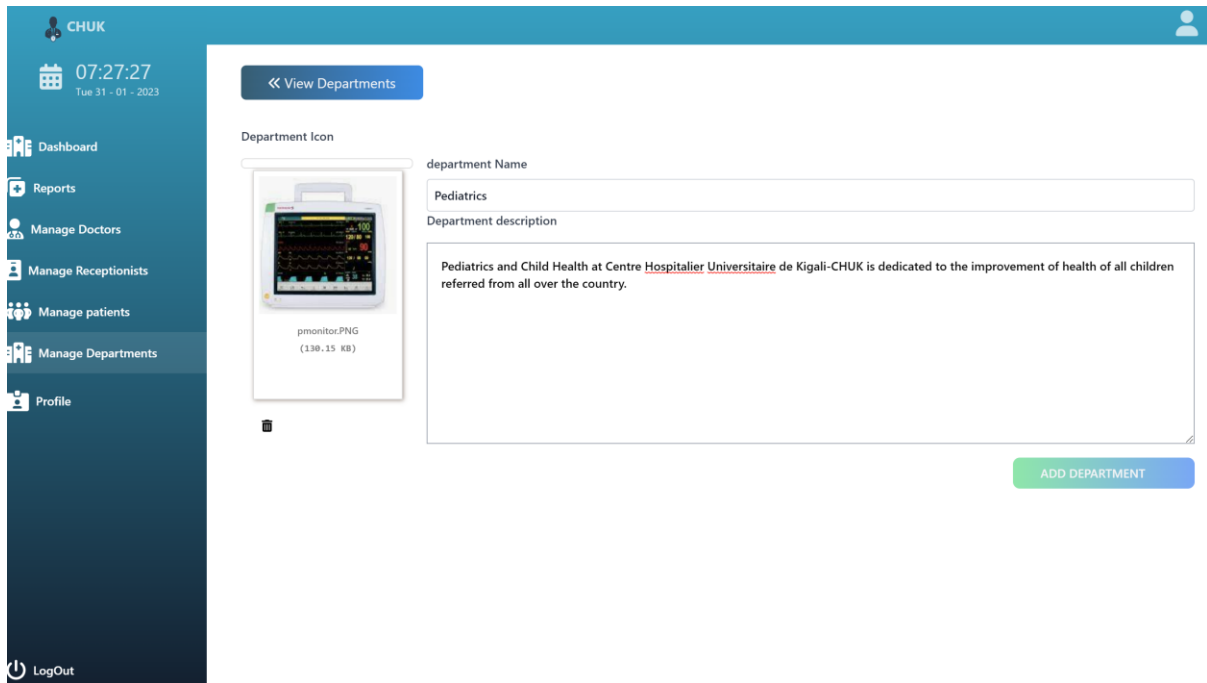 CHUK
07:27:27
Tue 31 - 01 - 2023
Dashboard
Reports
Manage Doctors
Manage Receptionists
Manage patients
Manage Departments
Profile
LogOut
View Departments
Department Icon
pmonitor.PNG
(130.15 KB)
department Name
Pediatrics
Department description
Pediatrics and Child Health at Centre Hospitalier Universitaire de Kigali-CHUK is dedicated to the improvement of health of all children
referred from all over the country.
ADD DEPARTMENT